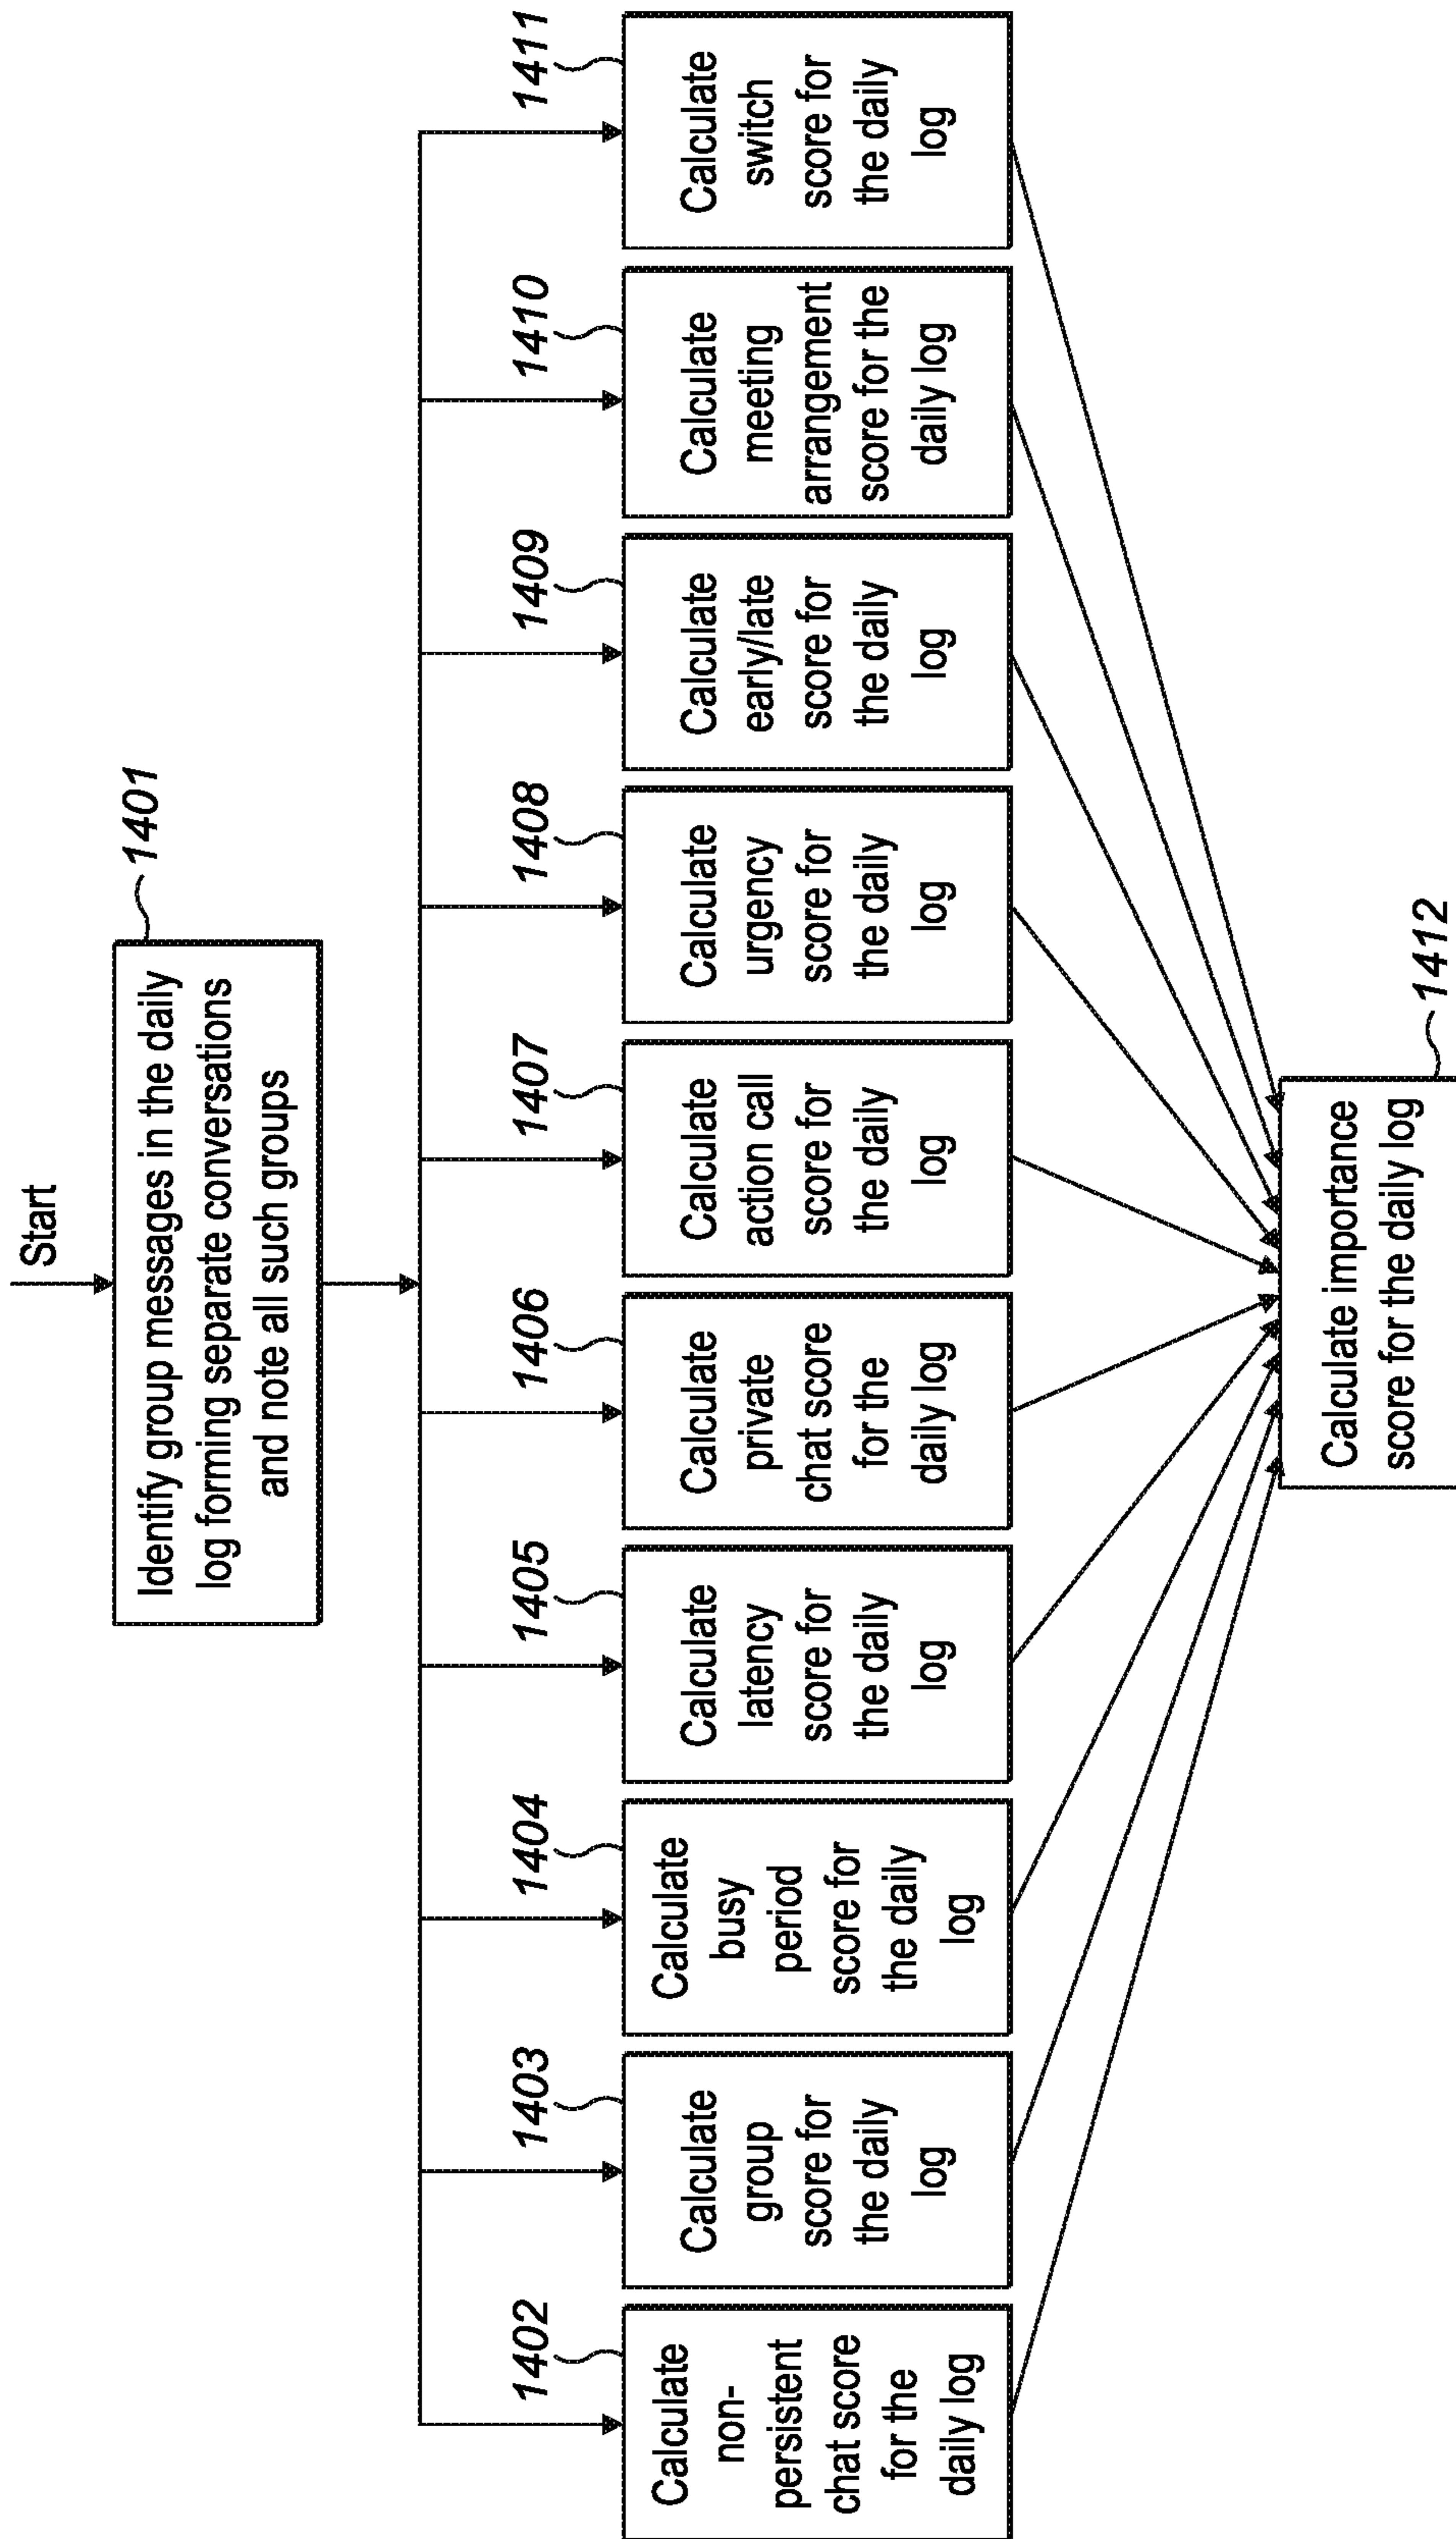 Start
1401
Identify group messages in the daily
log forming separate conversations
and note all such groups
1402
Calculate
non-
persistent
chat score
for the
daily log
1403
Calculate
group
score for
the daily
log
1404
Calculate
busy
period
score for
the daily
log
1405
Calculate
latency
score for
the daily
log
1406
Calculate
private
chat score
for the
daily log
1407
Calculate
action call
score for
the daily
log
1408
Calculate
urgency
score for
the daily
log
1409
Calculate
early/late
score for
the daily
log
1410
Calculate
meeting
arrangement
score for the
daily log
1411
Calculate
switch
score for
the daily
log
1412
Calculate importance
score for the daily log